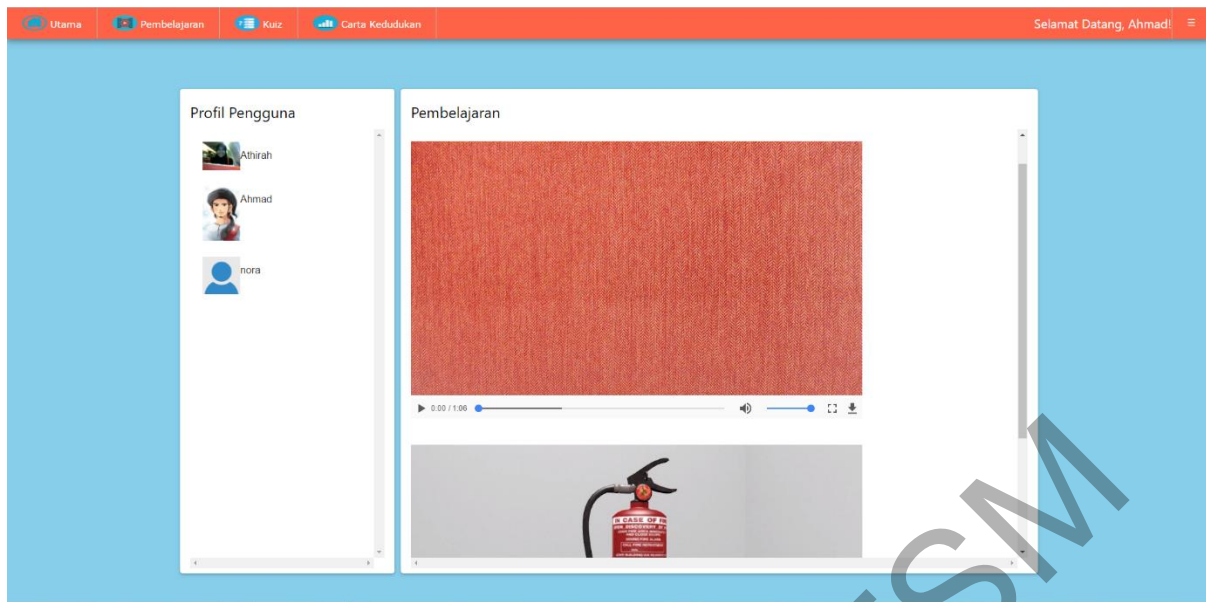 Utama
Pembelajaran
Kuiz
Carta Kedudukan
Selamat Datang, Ahmad!
Profil Pengguna
Athirah
Ahmad
nora
Pembelajaran
0:00 / 1:06
IN CASE OF